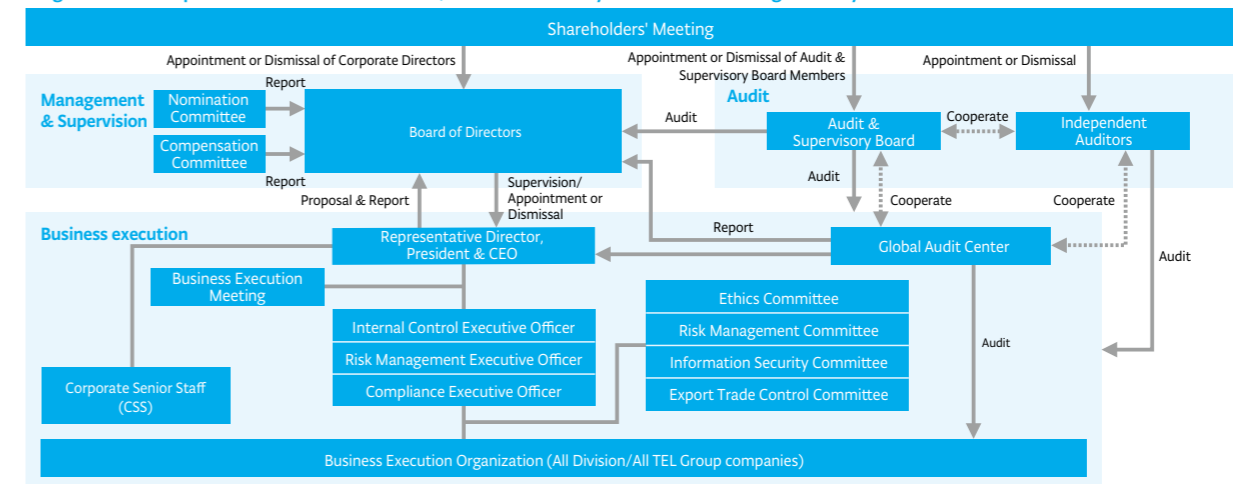 Shareholders' Meeting
Appointment or Dismissal of Corporate Directors
Appointment or Dismissal of Audit &
Supervisory Board Members
Appointment or Dismissal
Management
& Supervision
Report
Nomination
Committee
Compensation
Committee
Report
Board of Directors
Audit
Audit
Audit &
Supervisory Board
Cooperate
Independent
Auditors
Audit
Proposal & Report
Supervision/
Appointment or
Dismissal
Cooperate
Cooperate
Business execution
Representative Director,
President & CEO
Report
Global Audit Center
Audit
Business Execution
Meeting
Internal Control Executive Officer
Risk Management Executive Officer
Compliance Executive Officer
Ethics Committee
Risk Management Committee
Information Security Committee
Export Trade Control Committee
Audit
Corporate Senior Staff
(CSS)
Business Execution Organization (All Division/All TEL Group companies)